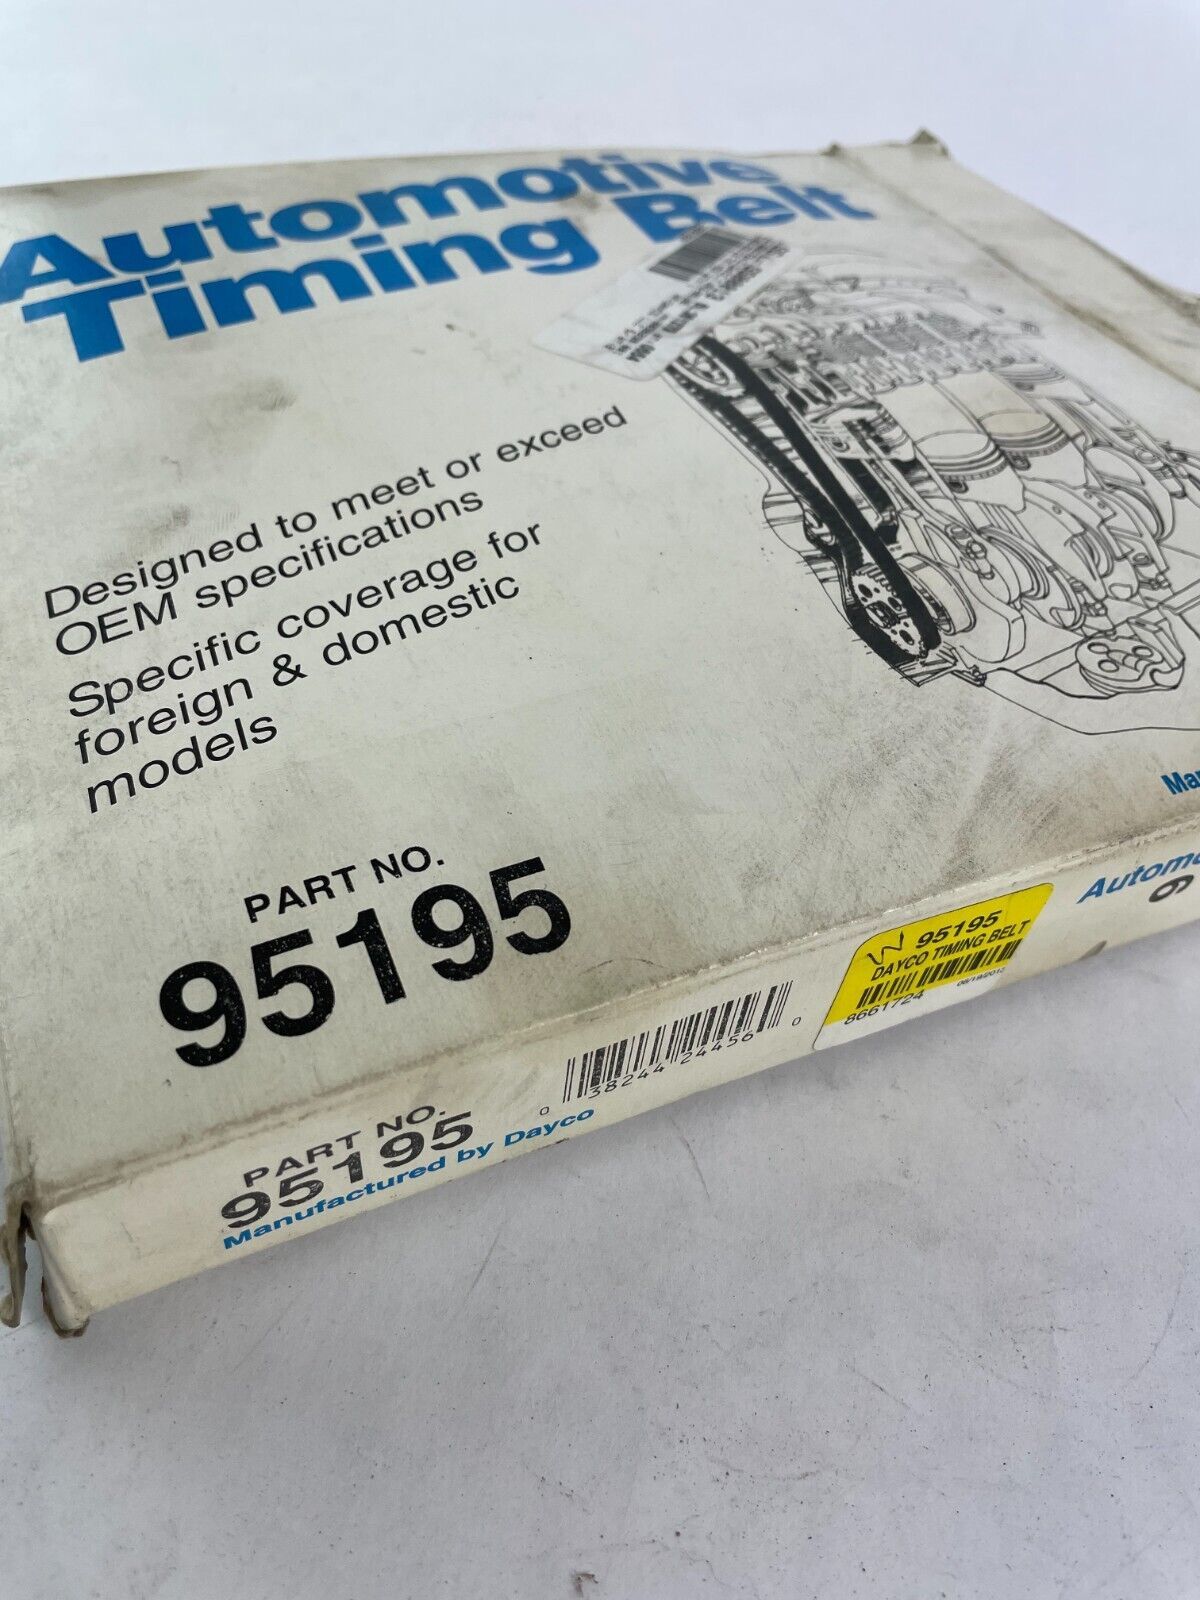 Automotive
Timing Belt
Designed to meet or exceed
OEM specifications
Specific coverage for
foreign & domestic
models
PART NO.
95195
PART NO.
95195
Manufactured by Dayco
0 38244 24456 0
95195
DAYCO TIMING BELT
8661724